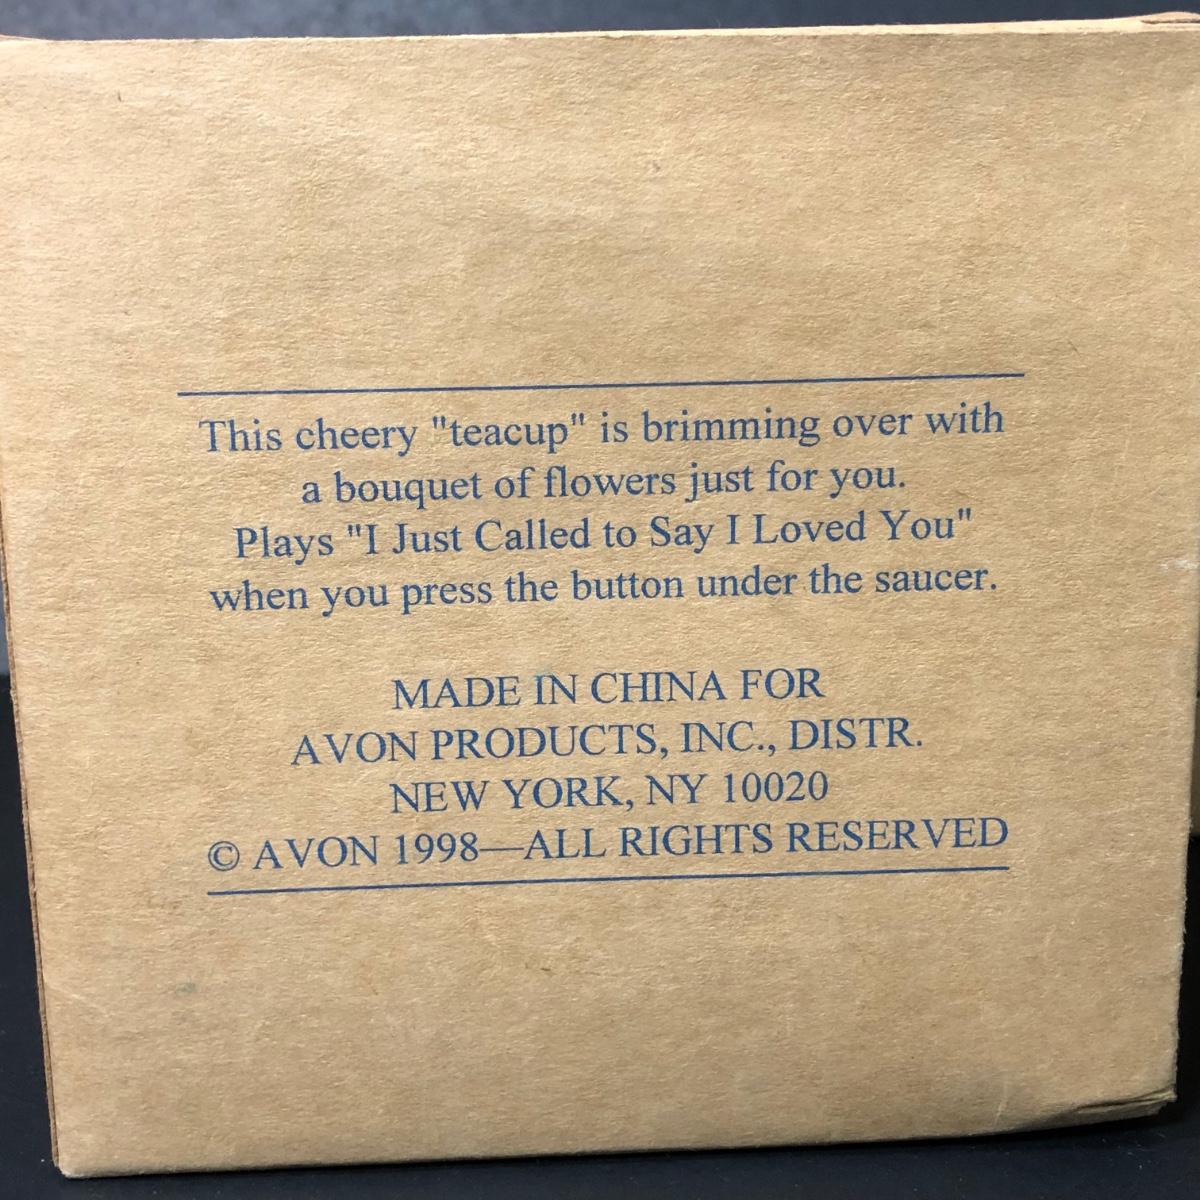 This cheery "teacup" is brimming over with
a bouquet of flowers just for you.
Plays "I Just Called to Say I Loved You"
when you press the button under the saucer.
MADE IN CHINA FOR
AVON PRODUCTS, INC., DISTR.
NEW YORK, NY 10020
© AVON 1998—ALL RIGHTS RESERVED